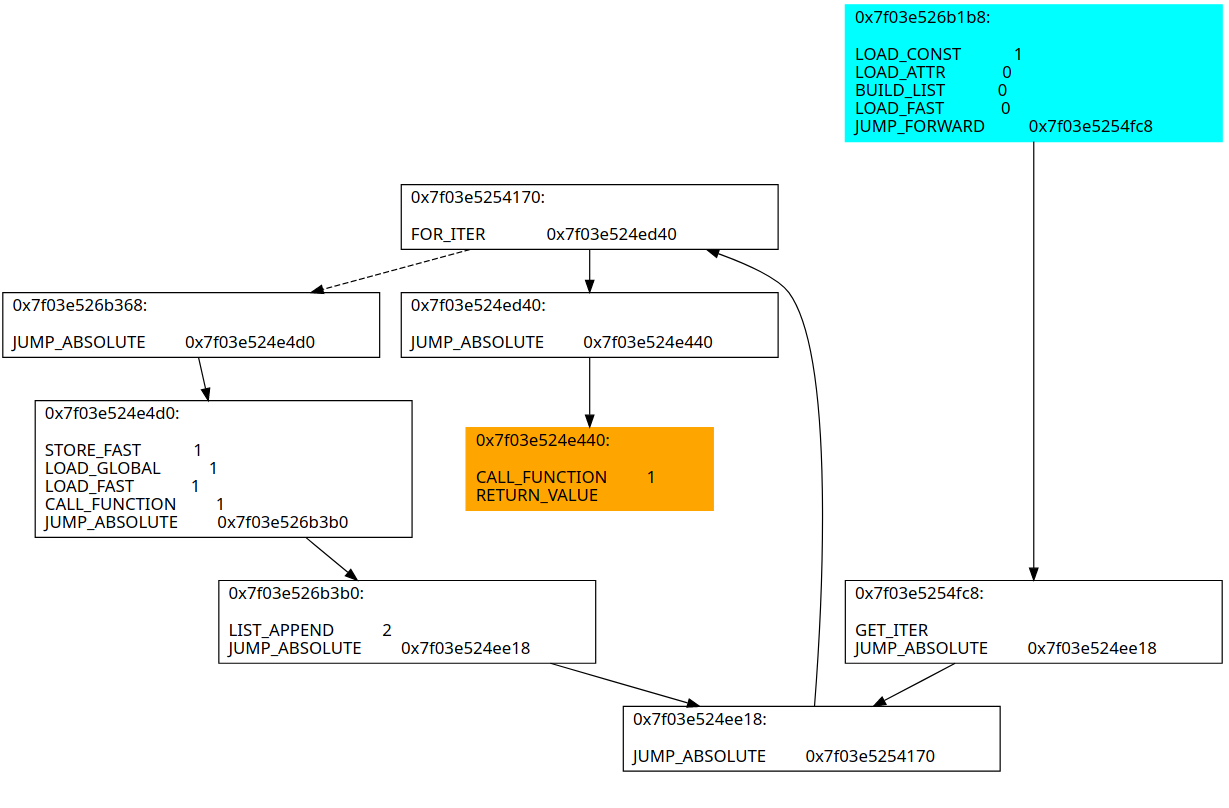 0x7f03e526b1b8:
LOAD_CONST 1
LOAD_ATTR 0
BUILD_LIST 0
LOAD_FAST 0
JUMP_FORWARD 0x7f03e5254fc8
0x7f03e5254170:
FOR_ITER 0x7f03e524ed40
0x7f03e526b368:
JUMP_ABSOLUTE 0x7f03e524e4d0
0x7f03e524ed40:
JUMP_ABSOLUTE 0x7f03e524e440
0x7f03e524e4d0:
STORE_FAST 1
LOAD_GLOBAL 1
LOAD_FAST 1
CALL_FUNCTION 1
JUMP_ABSOLUTE 0x7f03e526b3b0
0x7f03e524e440:
CALL_FUNCTION 1
RETURN_VALUE
0x7f03e526b3b0:
LIST_APPEND 2
JUMP_ABSOLUTE 0x7f03e524ee18
0x7f03e5254fc8:
GET_ITER
JUMP_ABSOLUTE 0x7f03e524ee18
0x7f03e524ee18:
JUMP_ABSOLUTE 0x7f03e5254170